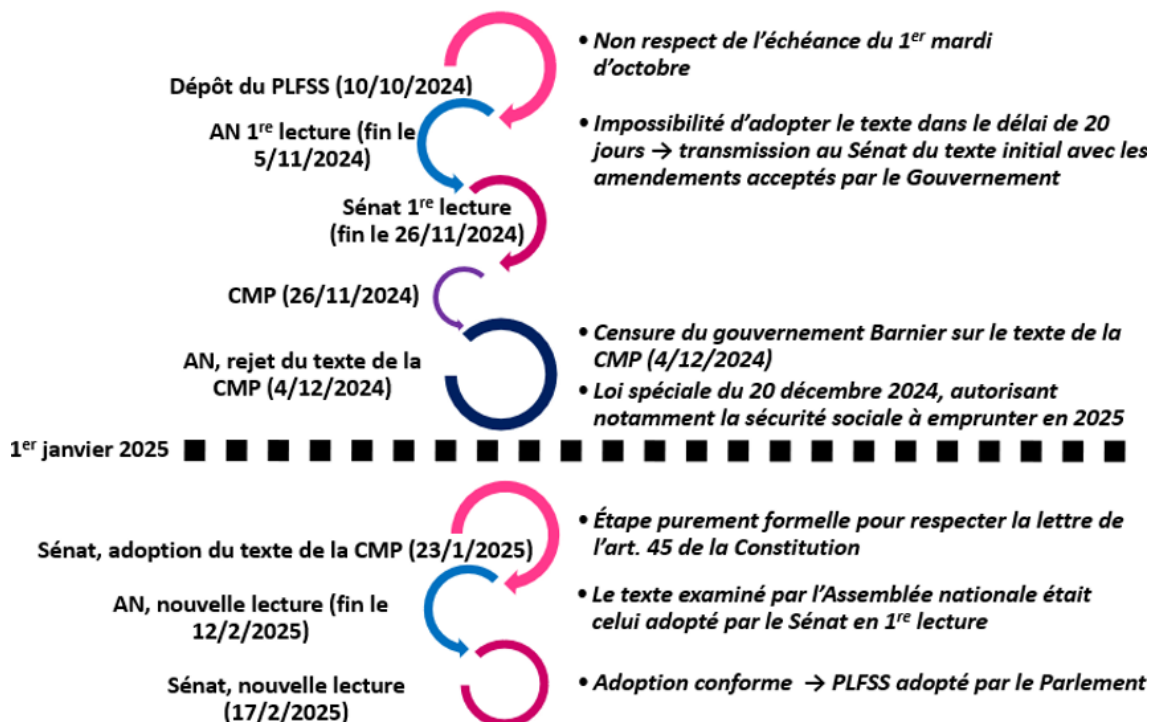 Dépôt du PLFSS (10/10/2024)
• Non respect de l’échéance du 1er mardi
d’octobre
AN 1re lecture (fin le
5/11/2024)
• Impossibilité d’adopter le texte dans le délai de 20
jours → transmission au Sénat du texte initial avec les
amendements acceptés par le Gouvernement
Sénat 1re lecture
(fin le 26/11/2024)
CMP (26/11/2024)
AN, rejet du texte de la
CMP (4/12/2024)
• Censure du gouvernement Barnier sur le texte de la
CMP (4/12/2024)
• Loi spéciale du 20 décembre 2024, autorisant
notamment la sécurité sociale à emprunter en 2025
1er janvier 2025
Sénat, adoption du texte de la CMP (23/1/2025)
• Étape purement formelle pour respecter la lettre de
l’art. 45 de la Constitution
AN, nouvelle lecture (fin le
12/2/2025)
• Le texte examiné par l’Assemblée nationale était
celui adopté par le Sénat en 1re lecture
Sénat, nouvelle lecture
(17/2/2025)
• Adoption conforme → PLFSS adopté par le Parlement